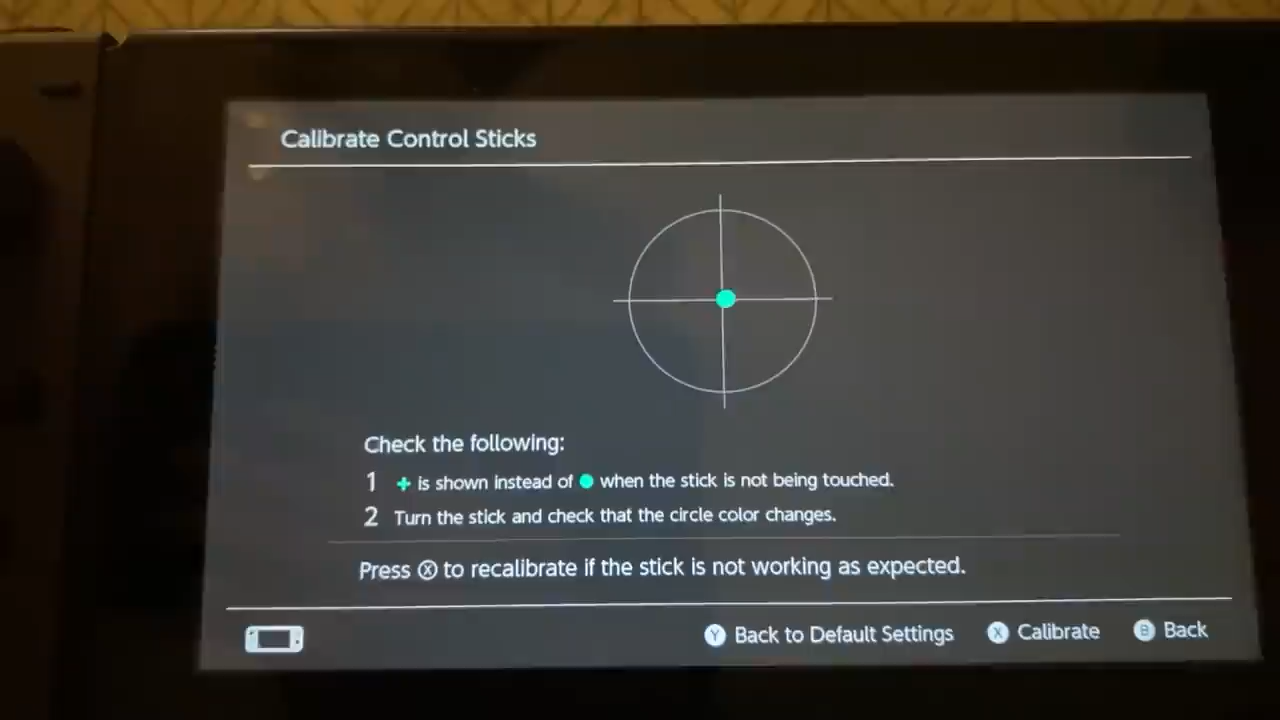 Calibrate Control Sticks
Check the following:
1 + is shown instead of ● when the stick is not being touched.
2 Turn the stick and check that the circle color changes.
Press Ⓧ to recalibrate if the stick is not working as expected.
Ⓨ Back to Default Settings Ⓧ Calibrate Ⓑ Back